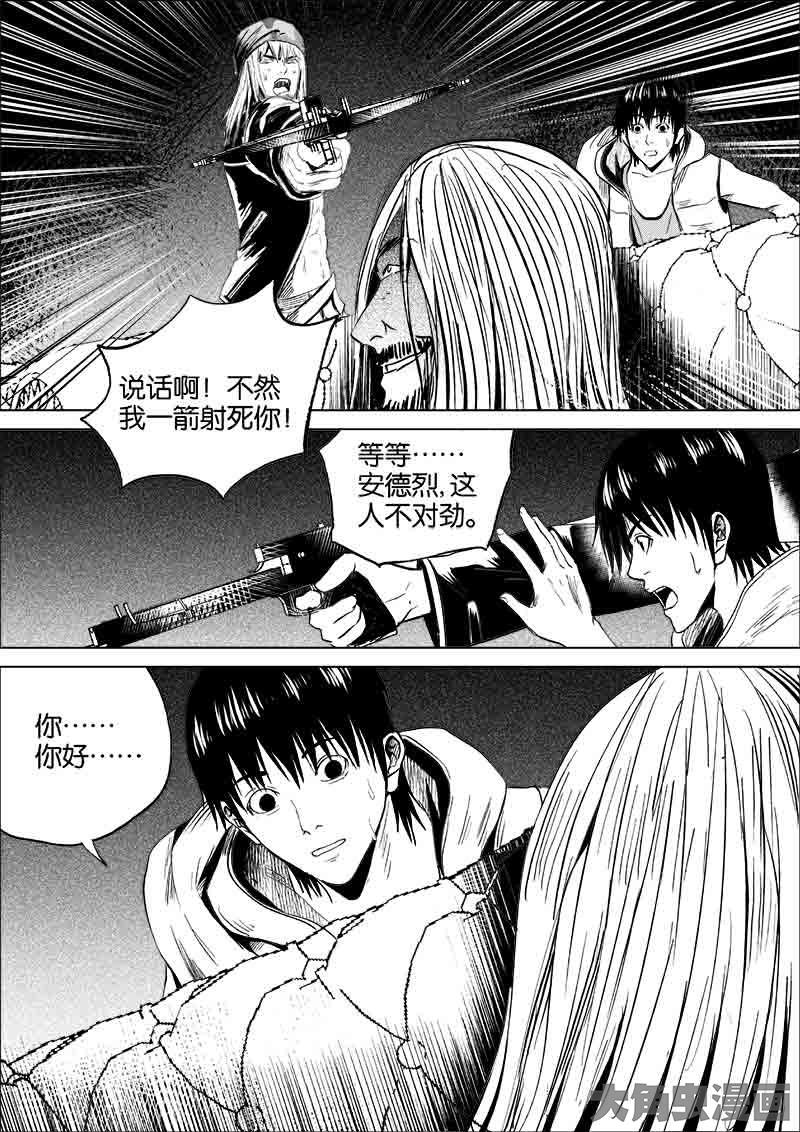 说话啊！不然
我一箭射死你！
等等……
安德烈，这
人不对劲。
你……
你好……
大角虫漫画